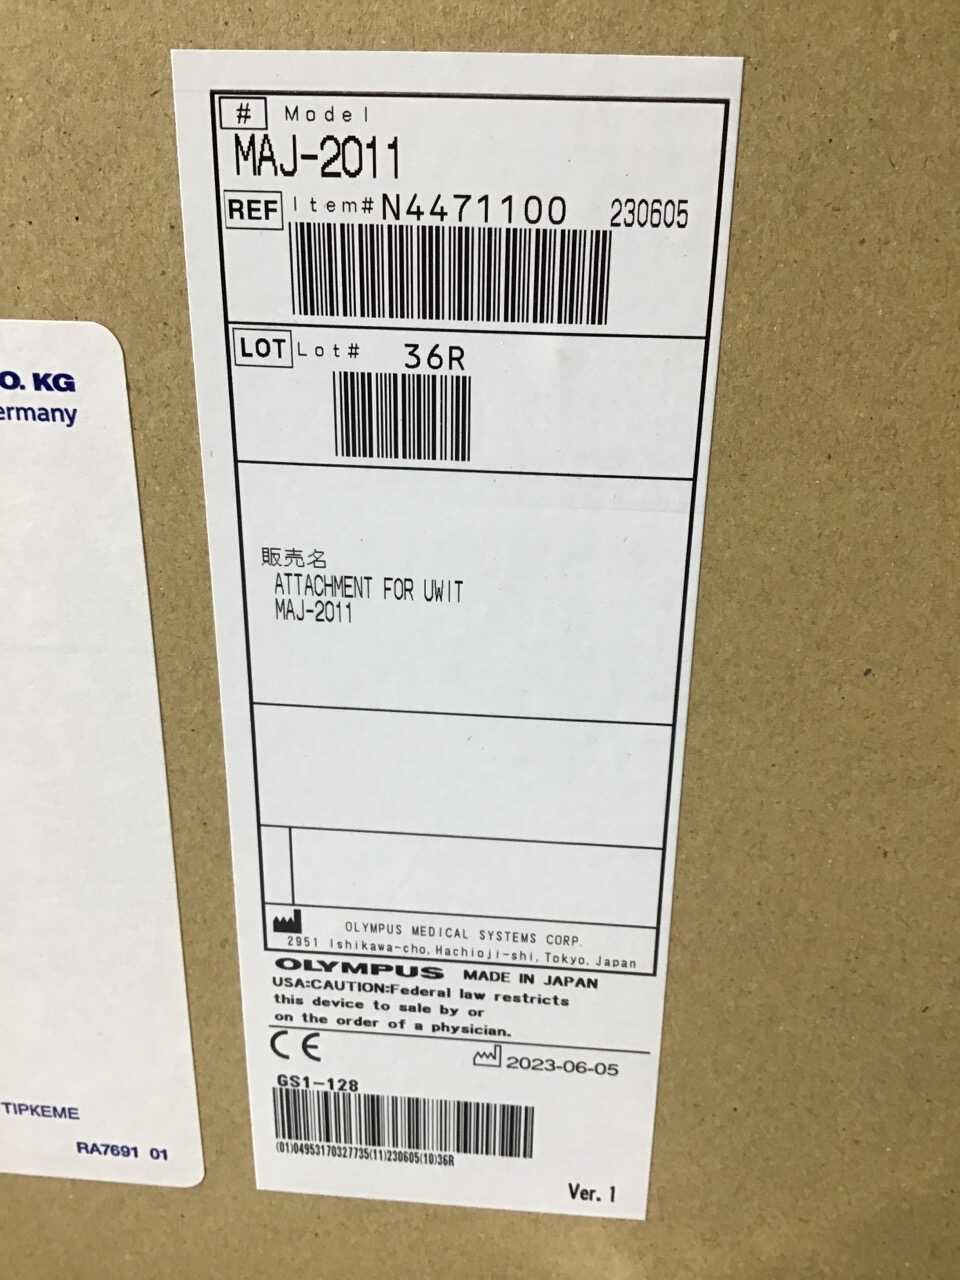 # Model
MAJ-2011
REF Item# N4471100 230605
LOT Lot# 36R
販売名
ATTACHMENT FOR UWIT
MAJ-2011
OLYMPUS MEDICAL SYSTEMS CORP.
2951 Ishikawa-cho, Hachioji-shi, Tokyo, Japan
OLYMPUS MADE IN JAPAN
USA:CAUTION:Federal law restricts
this device to sale by or
on the order of a physician.
CE 2023-06-05
GS1-128
(01)04953170327735(11)230605(10)36R
Ver. 1
O. KG
ermany
TIPKEME
RA7691 01